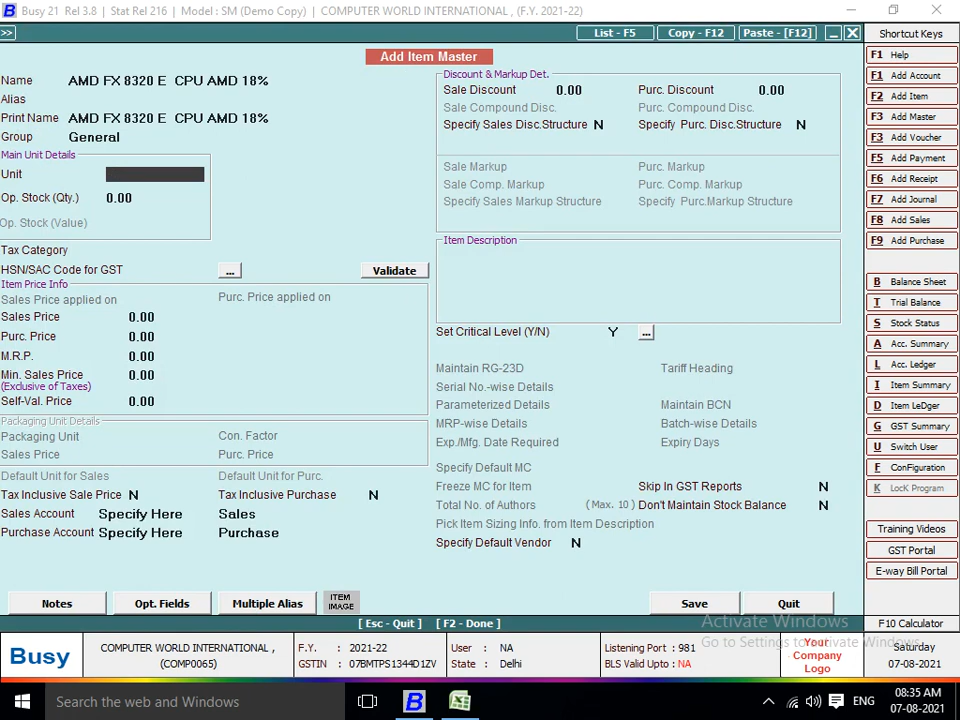 Busy 21 Rel 3.8 | Stat Rel 216 | Model : SM (Demo Copy) | COMPUTER WORLD INTERNATIONAL , (F.Y. 2021-22)
>> List - F5 Copy - F12 Paste - [F12]
Add Item Master
Name AMD FX 8320 E CPU AMD 18%
Alias
Print Name AMD FX 8320 E CPU AMD 18%
Group General
Main Unit Details
Unit
Op. Stock (Qty.) 0.00
Op. Stock (Value)
Tax Category
HSN/SAC Code for GST ... Validate
Item Price Info
Sales Price applied on Purc. Price applied on
Sales Price 0.00
Purc. Price 0.00
M.R.P. 0.00
Min. Sales Price 0.00
(Exclusive of Taxes)
Self-Val. Price 0.00
Packaging Unit Details
Packaging Unit Con. Factor
Sales Price Purc. Price
Default Unit for Sales Default Unit for Purc.
Tax Inclusive Sale Price N Tax Inclusive Purchase N
Sales Account Specify Here Sales
Purchase Account Specify Here Purchase
Discount & Markup Det.
Sale Discount 0.00 Purc. Discount 0.00
Sale Compound Disc. Purc. Compound Disc.
Specify Sales Disc.Structure N Specify Purc. Disc.Structure N
Sale Markup Purc. Markup
Sale Comp. Markup Purc. Comp. Markup
Specify Sales Markup Structure Specify Purc.Markup Structure
Item Description
Set Critical Level (Y/N) Y ...
Maintain RG-23D Tariff Heading
Serial No.-wise Details
Parameterized Details Maintain BCN
MRP-wise Details Batch-wise Details
Exp./Mfg. Date Required Expiry Days
Specify Default MC
Freeze MC for Item Skip In GST Reports N
Total No. of Authors (Max. 10) Don't Maintain Stock Balance N
Pick Item Sizing Info. from Item Description
Specify Default Vendor N
Notes Opt. Fields Multiple Alias ITEM IMAGE Save Quit
[ Esc - Quit ] [ F2 - Done ]
Shortcut Keys
F1 Help
F1 Add Account
F2 Add Item
F3 Add Master
F3 Add Voucher
F5 Add Payment
F6 Add Receipt
F7 Add Journal
F8 Add Sales
F9 Add Purchase
B Balance Sheet
T Trial Balance
S Stock Status
A Acc. Summary
L Acc. Ledger
I Item Summary
D Item LeDger
G GST Summary
U Switch User
F ConFiguration
K LocK Program
Training Videos
GST Portal
E-way Bill Portal
F10 Calculator
Activate Windows
Go to Settings to activate Windows.
Busy
COMPUTER WORLD INTERNATIONAL ,
(COMP0065)
F.Y. : 2021-22
GSTIN : 07BMTPS1344D1ZV
User : NA
State : Delhi
Listening Port : 981
BLS Valid Upto : NA
Your
Company
Logo
Saturday
07-08-2021
Search the web and Windows
ENG
08:35 AM
07-08-2021